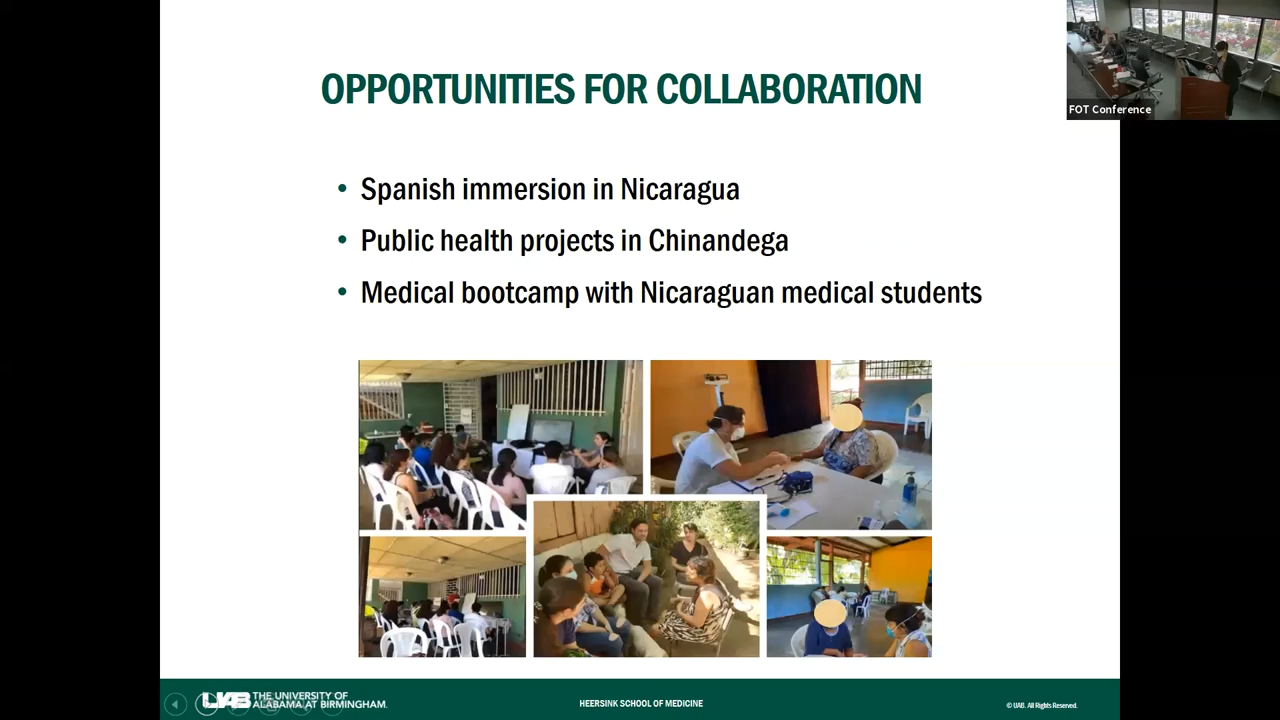 OPPORTUNITIES FOR COLLABORATION
FOT Conference
• Spanish immersion in Nicaragua
• Public health projects in Chinandega
• Medical bootcamp with Nicaraguan medical students
UAB THE UNIVERSITY OF
ALABAMA AT BIRMINGHAM.
HEERSINK SCHOOL OF MEDICINE
© UAB. All Rights Reserved.